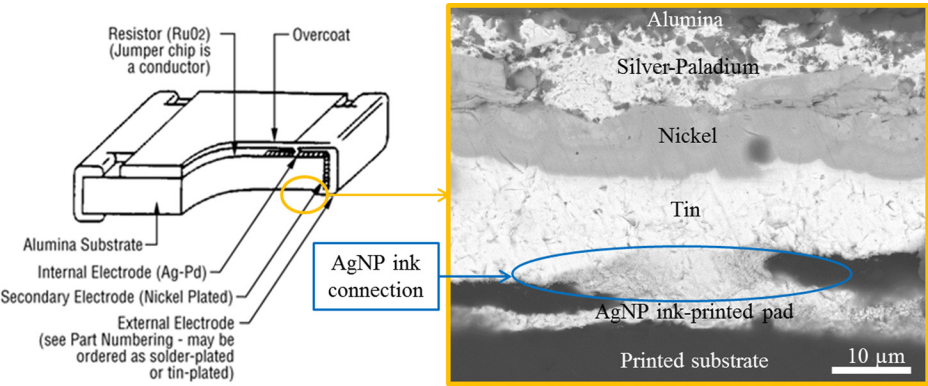 Resistor (RuO2)
(Jumper chip is
a conductor)
Overcoat
Alumina Substrate
Internal Electrode (Ag-Pd)
Secondary Electrode (Nickel Plated)
External Electrode
(see Part Numbering - may be
ordered as solder-plated
or tin-plated)
AgNP ink
connection
Alumina
Silver-Paladium
Nickel
Tin
AgNP ink-printed pad
Printed substrate
10 µm